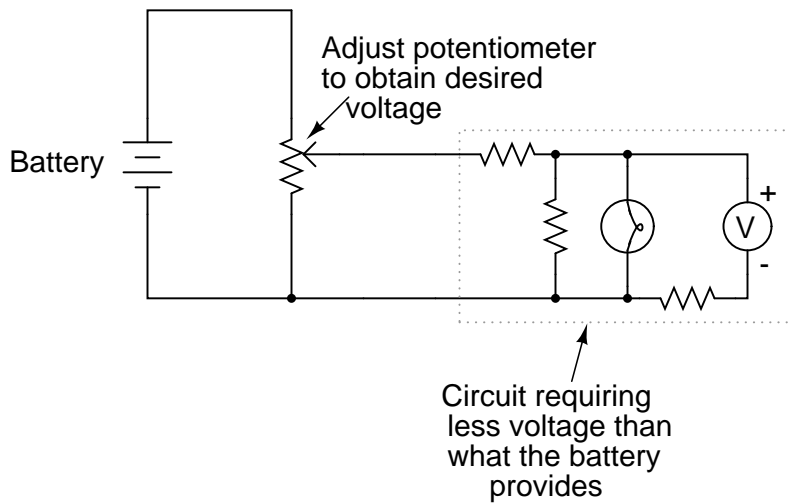 Adjust potentiometer
to obtain desired
voltage
Battery
+
V
-
Circuit requiring
less voltage than
what the battery
provides